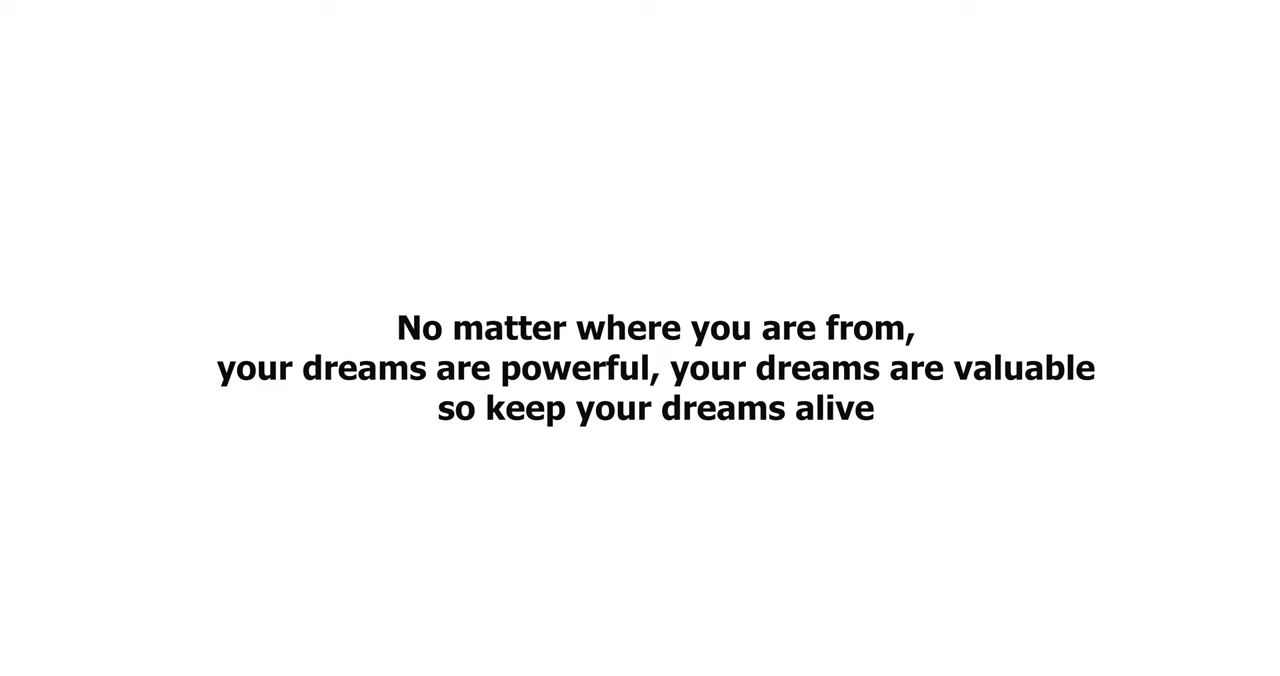 No matter where you are from,
your dreams are powerful, your dreams are valuable
so keep your dreams alive